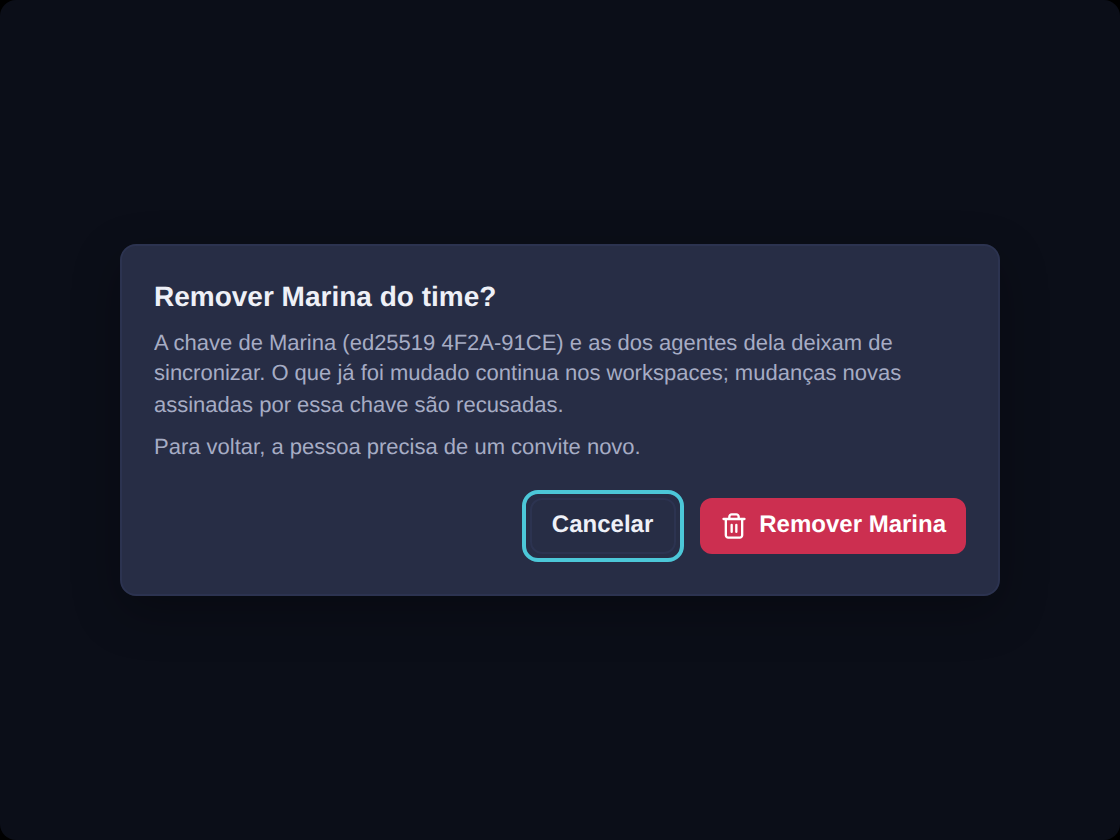 Remover Marina do time?
A chave de Marina (ed25519 4F2A-91CE) e as dos agentes dela deixam de
sincronizar. O que já foi mudado continua nos workspaces; mudanças novas
assinadas por essa chave são recusadas.
Para voltar, a pessoa precisa de um convite novo.
Cancelar
Remover Marina